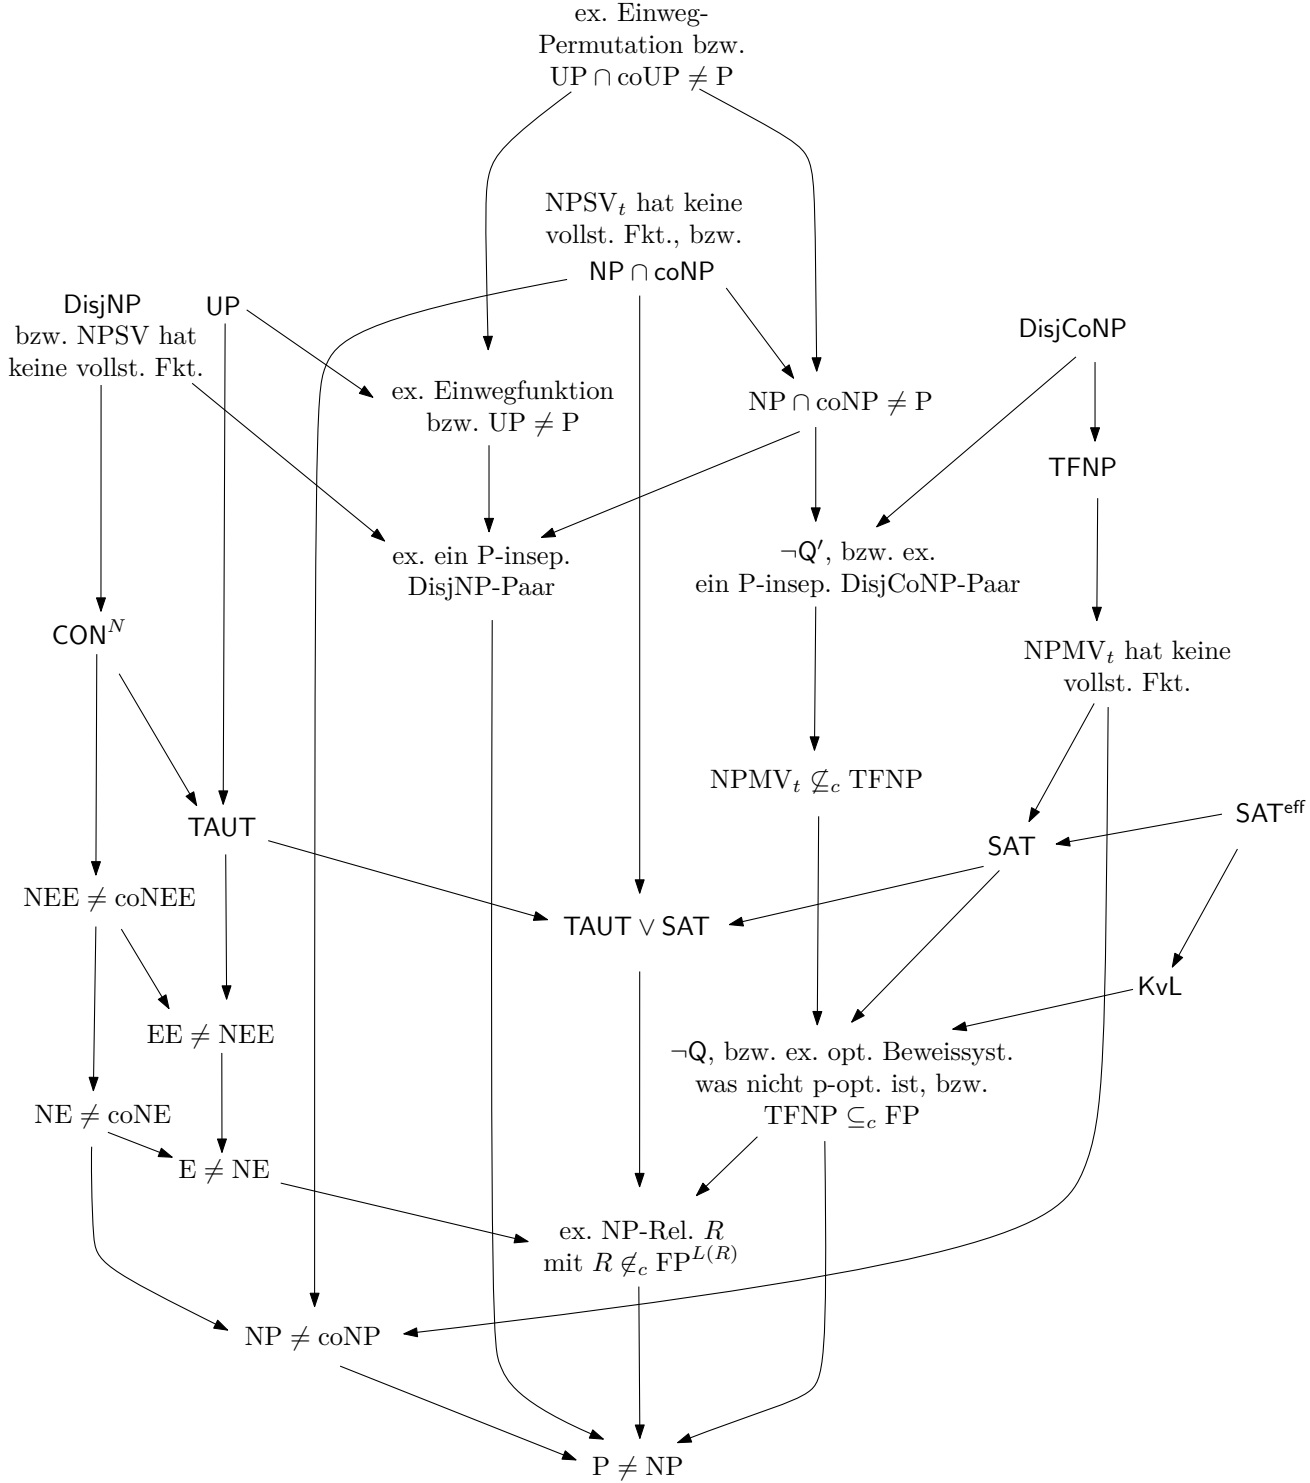 ex. Einweg-
Permutation bzw.
UP ∩ coUP ≠ P
NPSVₜ hat keine
vollst. Fkt., bzw.
NP ∩ coNP
DisjNP
bzw. NPSV hat
keine vollst. Fkt.
UP
DisjCoNP
ex. Einwegfunktion
bzw. UP ≠ P
NP ∩ coNP ≠ P
TFNP
ex. ein P-insep.
DisjNP-Paar
¬Q′, bzw. ex.
ein P-insep. DisjCoNP-Paar
CON^N
NPMVₜ hat keine
vollst. Fkt.
NPMVₜ ⊈_c TFNP
TAUT
SAT
SAT^eff
NEE ≠ coNEE
TAUT ∨ SAT
KvL
EE ≠ NEE
¬Q, bzw. ex. opt. Beweissyst.
was nicht p-opt. ist, bzw.
TFNP ⊆_c FP
NE ≠ coNE
E ≠ NE
ex. NP-Rel. R
mit R ∉_c FP^L(R)
NP ≠ coNP
P ≠ NP